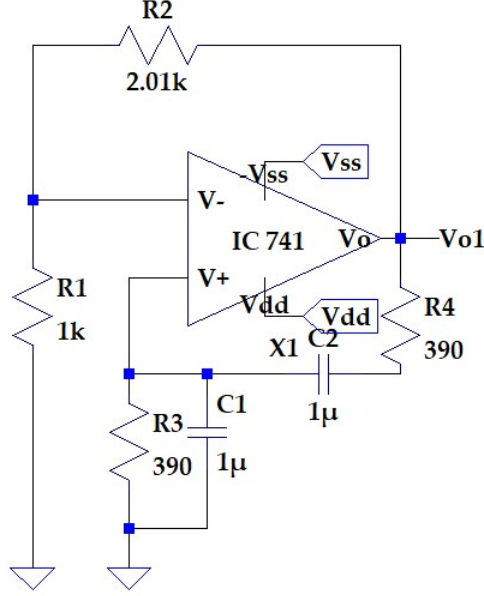 R2
2.01k
-Vss
Vss
V-
IC 741
Vo
Vo1
V+
Vdd
Vdd
R1
1k
R4
390
X1
C2
1µ
R3
390
C1
1µ